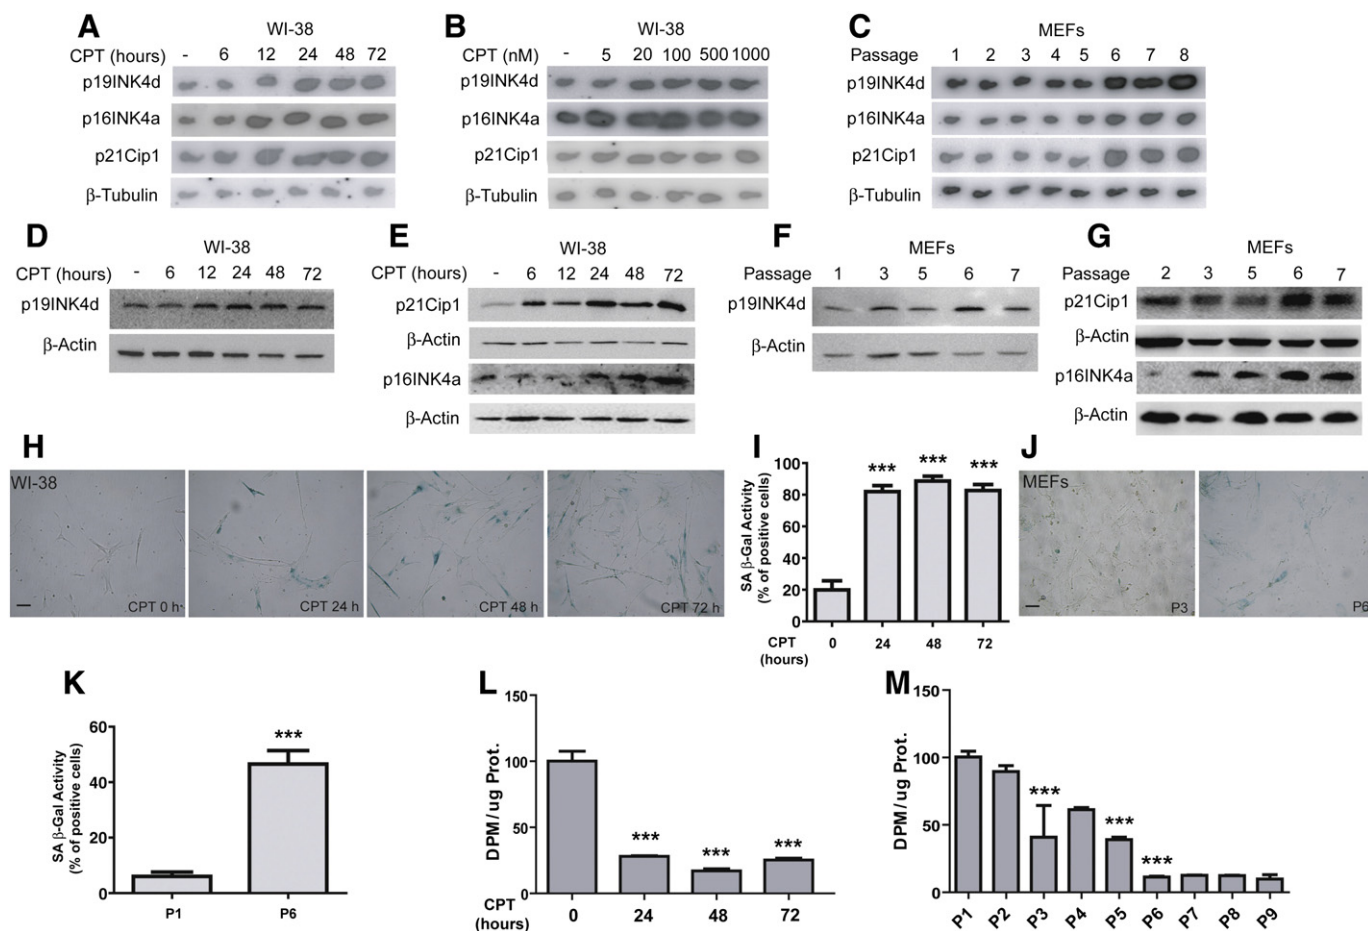 A
WI-38
CPT (hours) - 6 12 24 48 72
p19INK4d
p16INK4a
p21Cip1
β-Tubulin
B
WI-38
CPT (nM) - 5 20 100 500 1000
p19INK4d
p16INK4a
p21Cip1
β-Tubulin
C
MEFs
Passage 1 2 3 4 5 6 7 8
p19INK4d
p16INK4a
p21Cip1
β-Tubulin
D
WI-38
CPT (hours) - 6 12 24 48 72
p19INK4d
β-Actin
E
WI-38
CPT (hours) - 6 12 24 48 72
p21Cip1
β-Actin
p16INK4a
β-Actin
F
MEFs
Passage 1 3 5 6 7
p19INK4d
β-Actin
G
MEFs
Passage 2 3 5 6 7
p21Cip1
β-Actin
p16INK4a
β-Actin
H
WI-38
CPT 0 h
CPT 24 h
CPT 48 h
CPT 72 h
I
SA β-Gal Activity
(% of positive cells)
100
80
60
40
20
0
*** *** ***
CPT
(hours)
0 24 48 72
J
MEFs
P3
P6
K
SA β-Gal Activity
(% of positive cells)
60
40
20
0
***
P1 P6
L
DPM/ug Prot.
150
100
50
0
*** *** ***
CPT
(hours)
0 24 48 72
M
DPM/ug Prot.
150
100
50
0
*** *** ***
P1 P2 P3 P4 P5 P6 P7 P8 P9